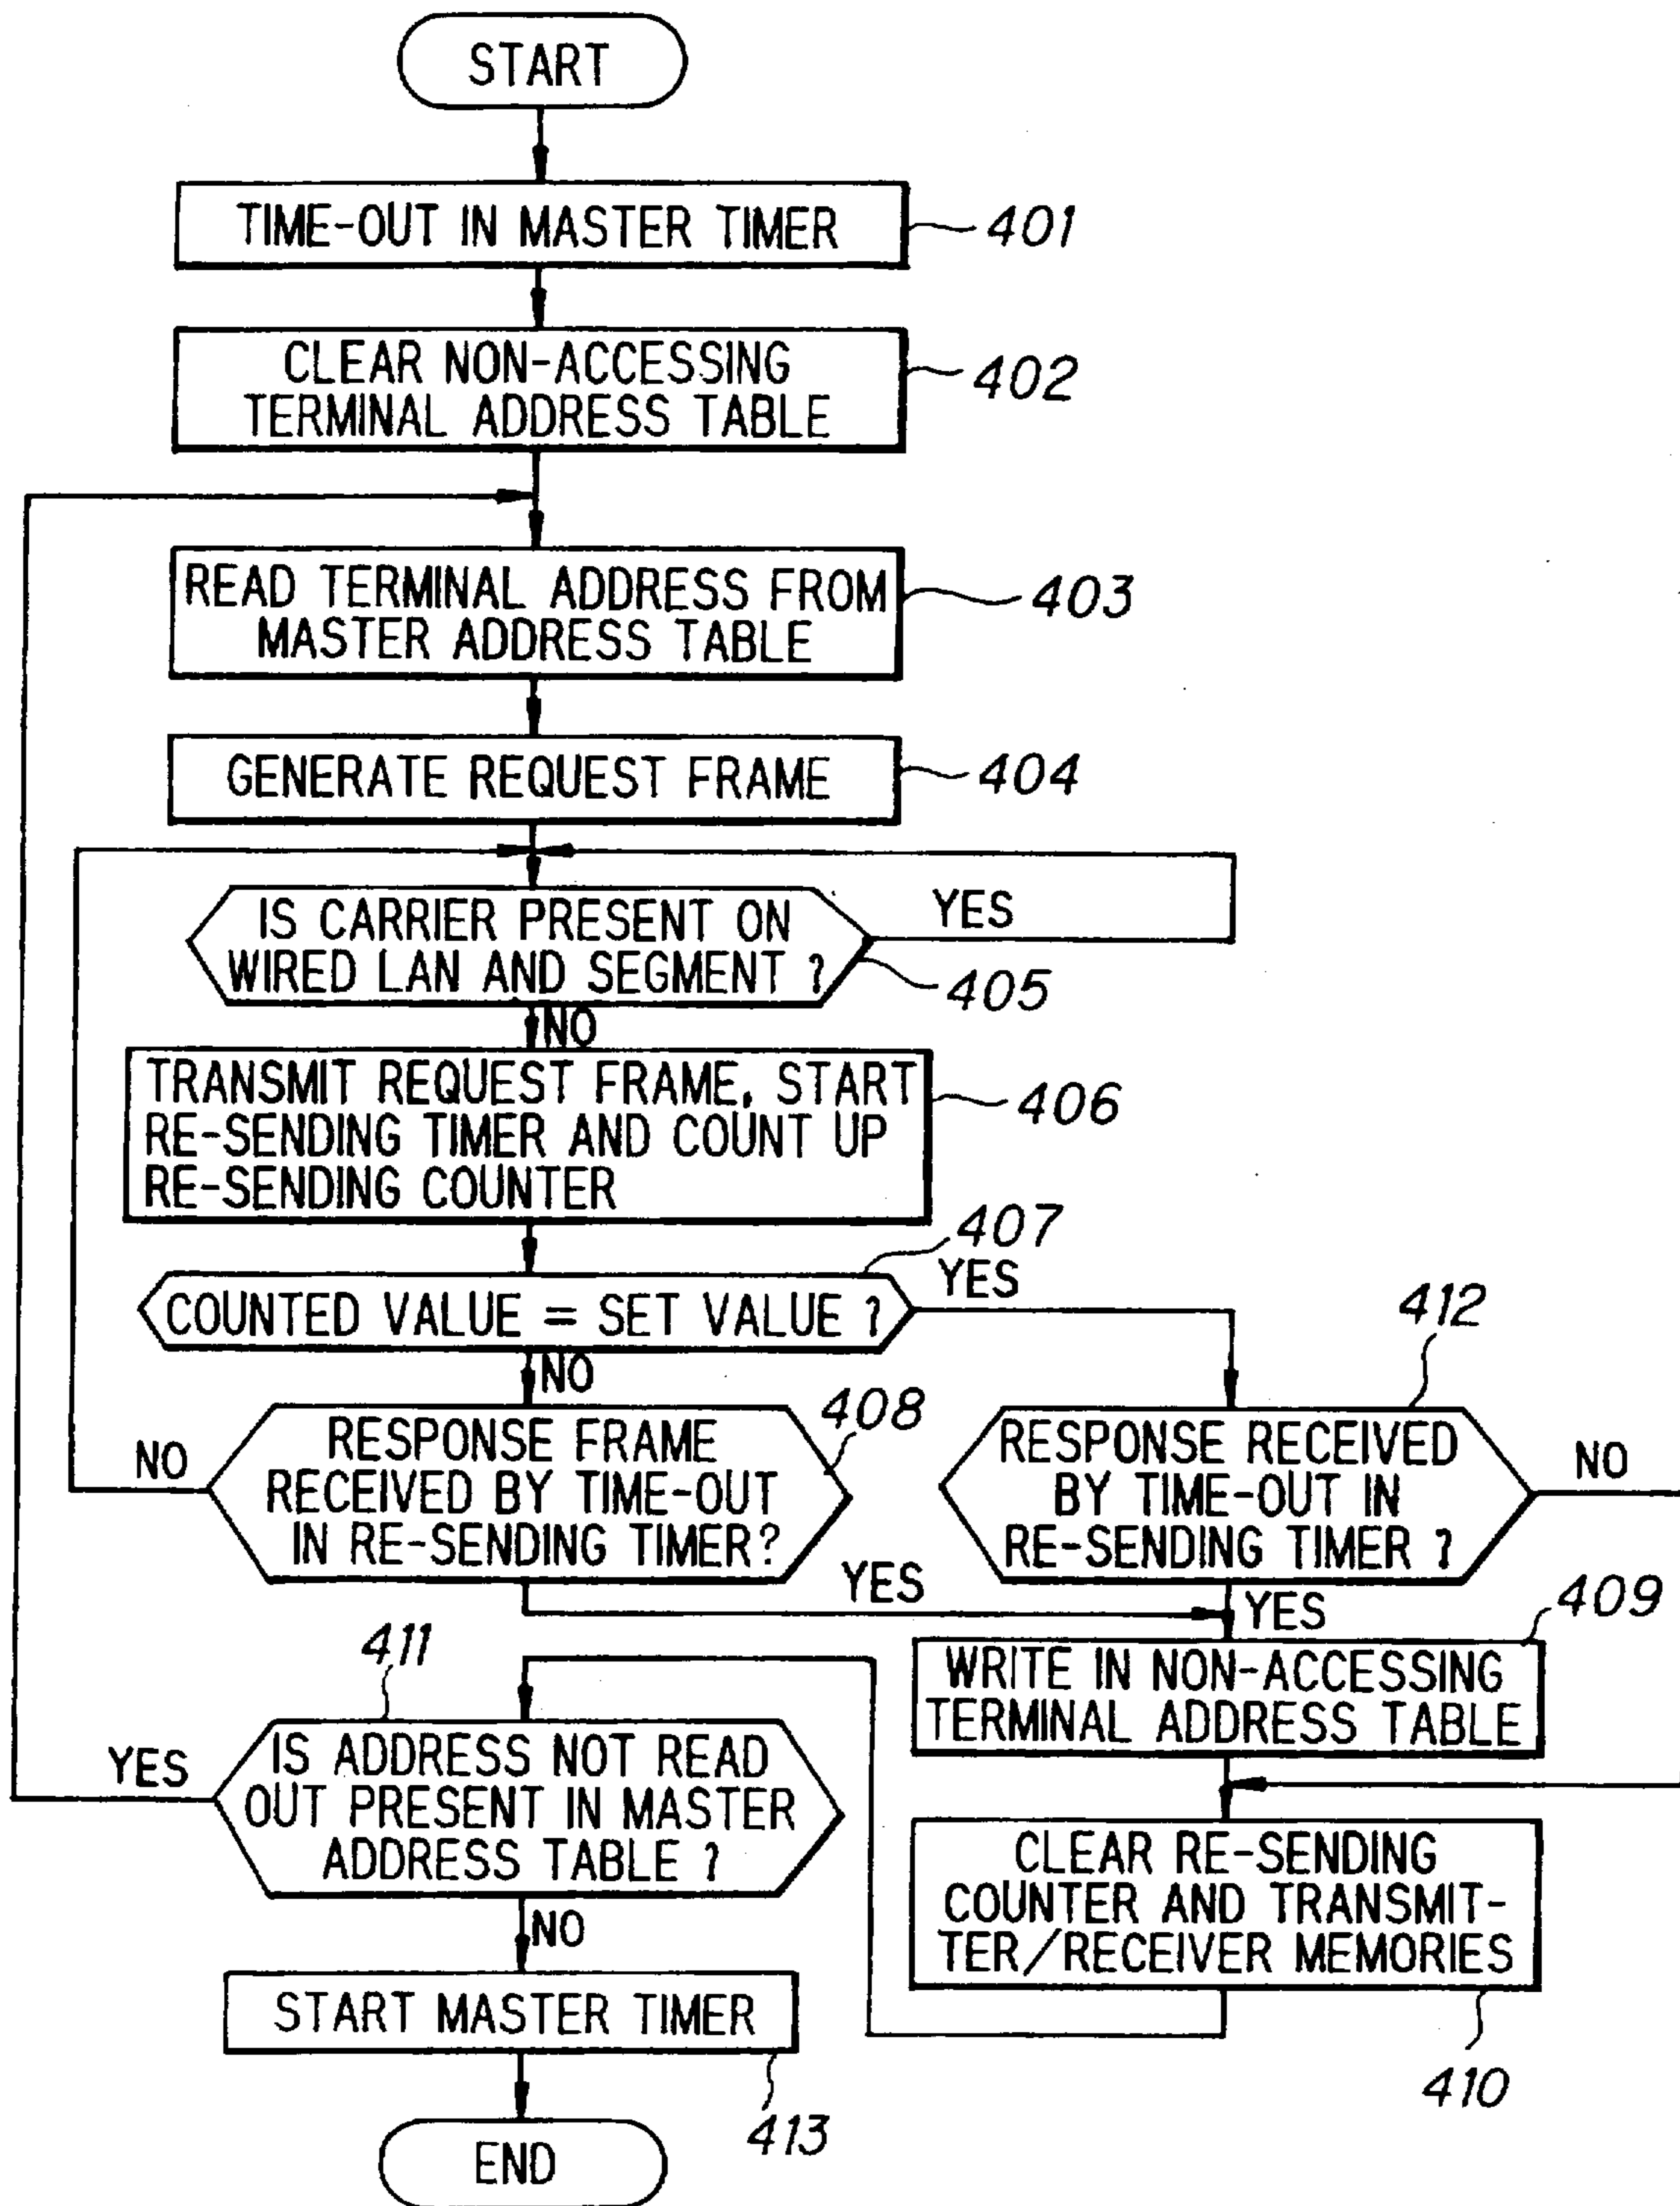 START
TIME-OUT IN MASTER TIMER
401
CLEAR NON-ACCESSING
TERMINAL ADDRESS TABLE
402
READ TERMINAL ADDRESS FROM
MASTER ADDRESS TABLE
403
GENERATE REQUEST FRAME
404
IS CARRIER PRESENT ON
WIRED LAN AND SEGMENT ?
YES
405
NO
TRANSMIT REQUEST FRAME, START
RE-SENDING TIMER AND COUNT UP
RE-SENDING COUNTER
406
407
COUNTED VALUE = SET VALUE ?
YES
NO
412
408
RESPONSE FRAME
RECEIVED BY TIME-OUT
IN RE-SENDING TIMER?
NO
YES
RESPONSE RECEIVED
BY TIME-OUT IN
RE-SENDING TIMER ?
NO
YES
409
WRITE IN NON-ACCESSING
TERMINAL ADDRESS TABLE
411
IS ADDRESS NOT READ
OUT PRESENT IN MASTER
ADDRESS TABLE ?
YES
NO
CLEAR RE-SENDING
COUNTER AND TRANSMIT-
TER/RECEIVER MEMORIES
410
START MASTER TIMER
413
END